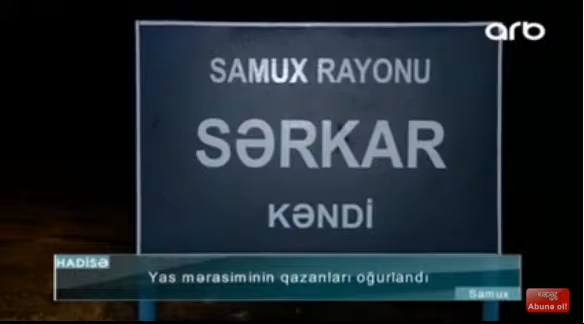 arb
SAMUX RAYONU
SƏRKAR
KƏNDİ
HADİSƏ
Yas mərasiminin qazanları oğurlandı
Samux
Abunə ol!